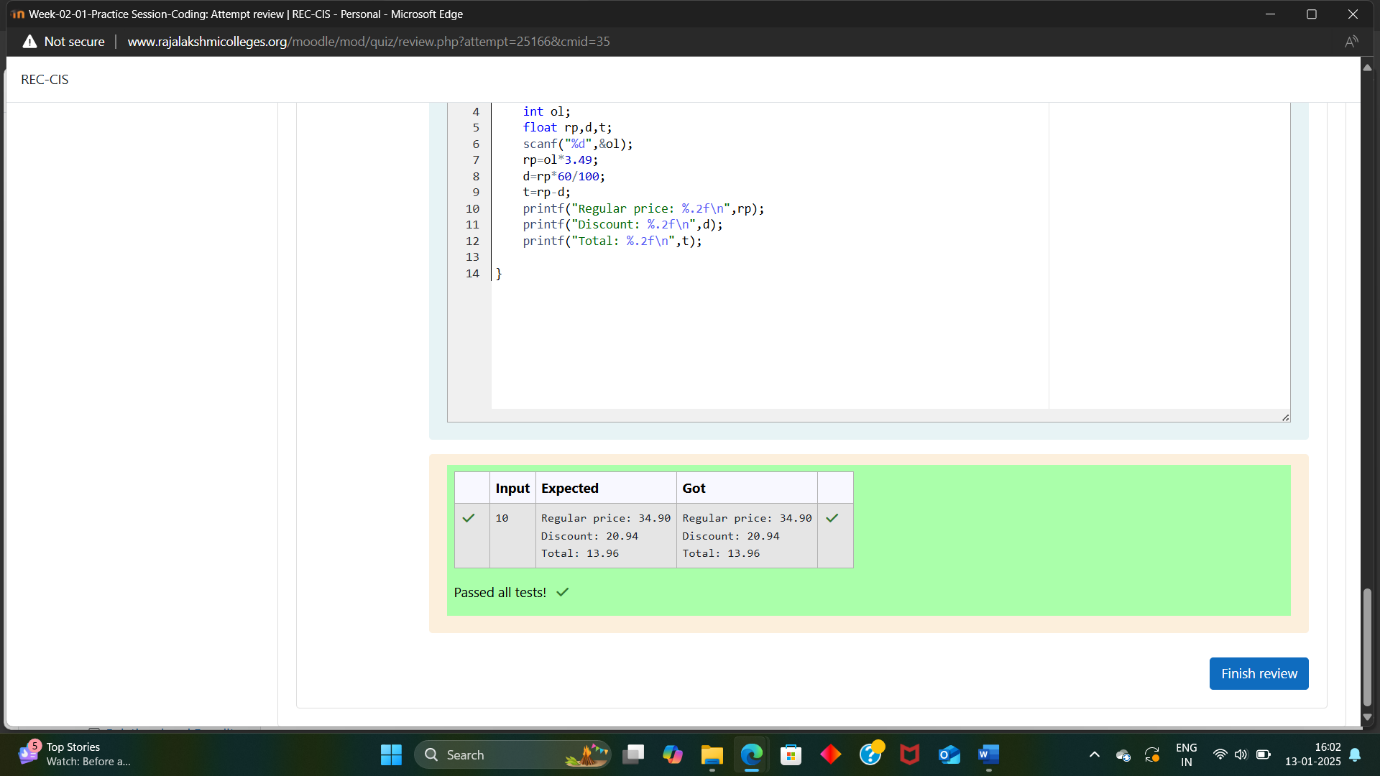 Week-02-01-Practice Session-Coding: Attempt review | REC-CIS - Personal - Microsoft Edge
Not secure | www.rajalakshmicolleges.org/moodle/mod/quiz/review.php?attempt=25166&cmid=35
REC-CIS
4 int ol;
5 float rp,d,t;
6 scanf("%d",&ol);
7 rp=ol*3.49;
8 d=rp*60/100;
9 t=rp-d;
10 printf("Regular price: %.2f\n",rp);
11 printf("Discount: %.2f\n",d);
12 printf("Total: %.2f\n",t);
13
14 }
Input Expected Got
10 Regular price: 34.90 Regular price: 34.90
Discount: 20.94 Discount: 20.94
Total: 13.96 Total: 13.96
Passed all tests!
Finish review
5 Top Stories
Watch: Before a...
Search
ENG
IN
16:02
13-01-2025